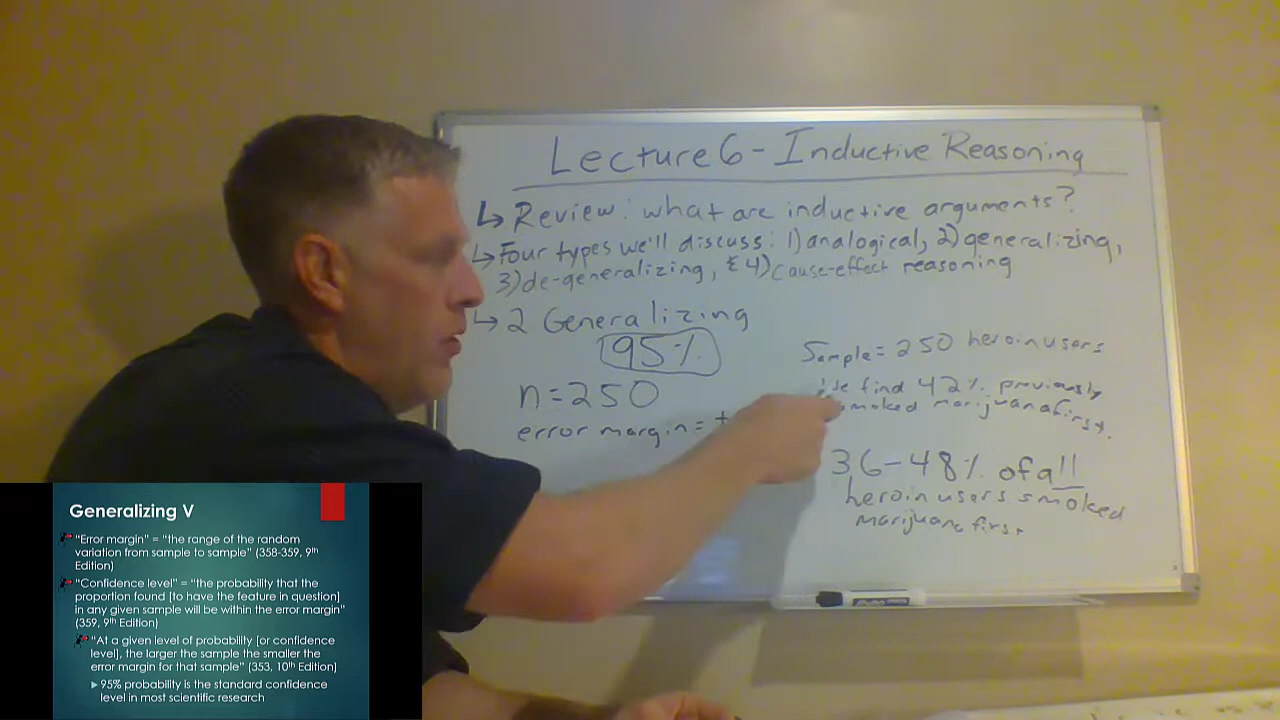 Lecture 6 - Inductive Reasoning
↳ Review: what are inductive arguments?
↳ Four types we'll discuss: 1) analogical, 2) generalizing,
3) de-generalizing, & 4) cause-effect reasoning
↳ 2 Generalizing
95%
n=250
error margin = ±
Sample = 250 heroin users
We find 42% previously
smoked marijuana first.
36-48% of all
heroin users smoked
marijuana first
Generalizing V
"Error margin" = "the range of the random
variation from sample to sample" (358-359, 9th
Edition)
"Confidence level" = "the probability that the
proportion found [to have the feature in question]
in any given sample will be within the error margin"
(359, 9th Edition)
"At a given level of probability [or confidence
level], the larger the sample the smaller the
error margin for that sample" (353, 10th Edition)
95% probability is the standard confidence
level in most scientific research